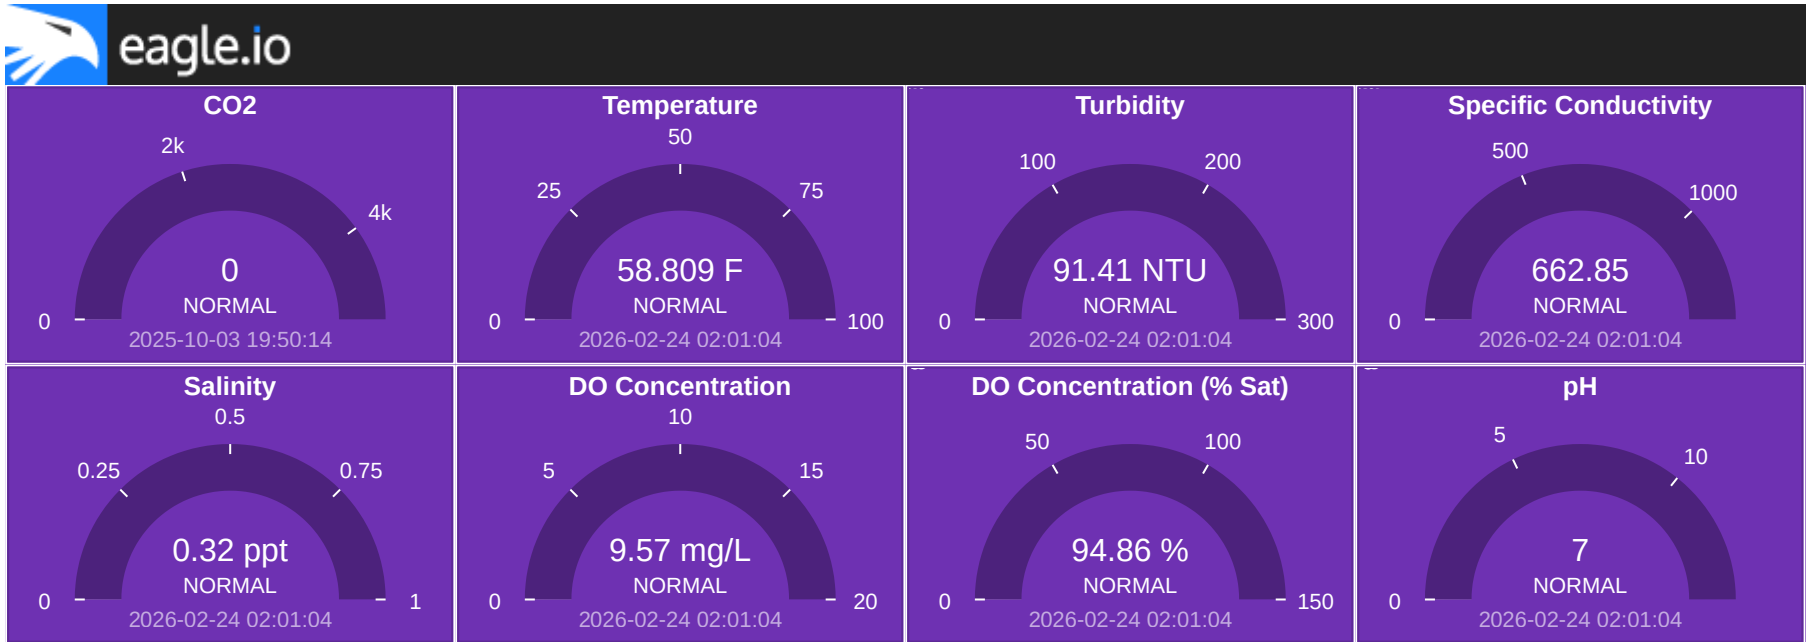 eagle.io
CO2
2k
4k
0
0
NORMAL
2025-10-03 19:50:14
Temperature
50
25
75
58.809 F
NORMAL
0
100
2026-02-24 02:01:04
Turbidity
100
200
91.41 NTU
NORMAL
0
300
2026-02-24 02:01:04
Specific Conductivity
500
1000
662.85
NORMAL
0
2026-02-24 02:01:04
Salinity
0.5
0.25
0.75
0.32 ppt
NORMAL
0
1
2026-02-24 02:01:04
DO Concentration
10
5
15
9.57 mg/L
NORMAL
0
20
2026-02-24 02:01:04
DO Concentration (% Sat)
50
100
94.86 %
NORMAL
0
150
2026-02-24 02:01:04
pH
5
10
7
NORMAL
0
2026-02-24 02:01:04